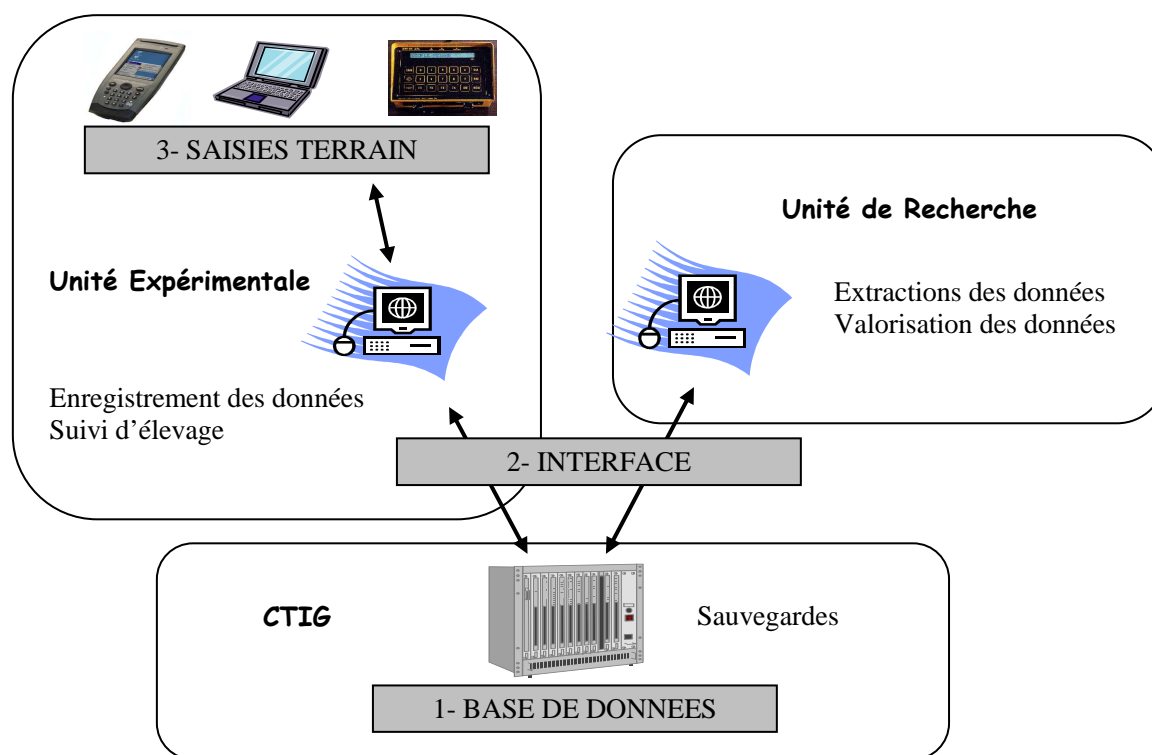 3- SAISIES TERRAIN
Unité Expérimentale
Enregistrement des données
Suivi d’élevage
Unité de Recherche
Extractions des données
Valorisation des données
2- INTERFACE
CTIG
Sauvegardes
1- BASE DE DONNEES